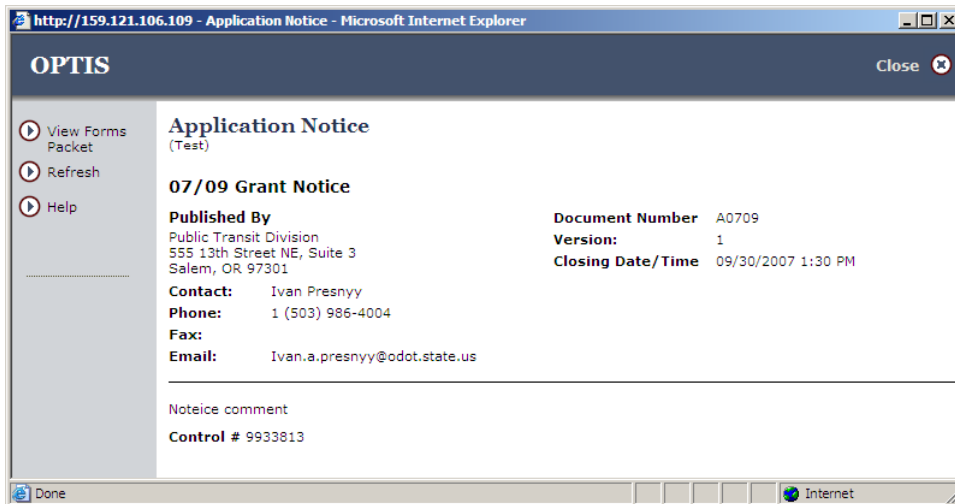 http://159.121.106.109 - Application Notice - Microsoft Internet Explorer
OPTIS
Close
View Forms
Packet
Refresh
Help
Application Notice
(Test)
07/09 Grant Notice
Published By
Public Transit Division
555 13th Street NE, Suite 3
Salem, OR 97301
Contact: Ivan Presnyy
Phone: 1 (503) 986-4004
Fax:
Email: Ivan.a.presnyy@odot.state.us
Document Number A0709
Version: 1
Closing Date/Time 09/30/2007 1:30 PM
Noteice comment
Control # 9933813
Done
Internet